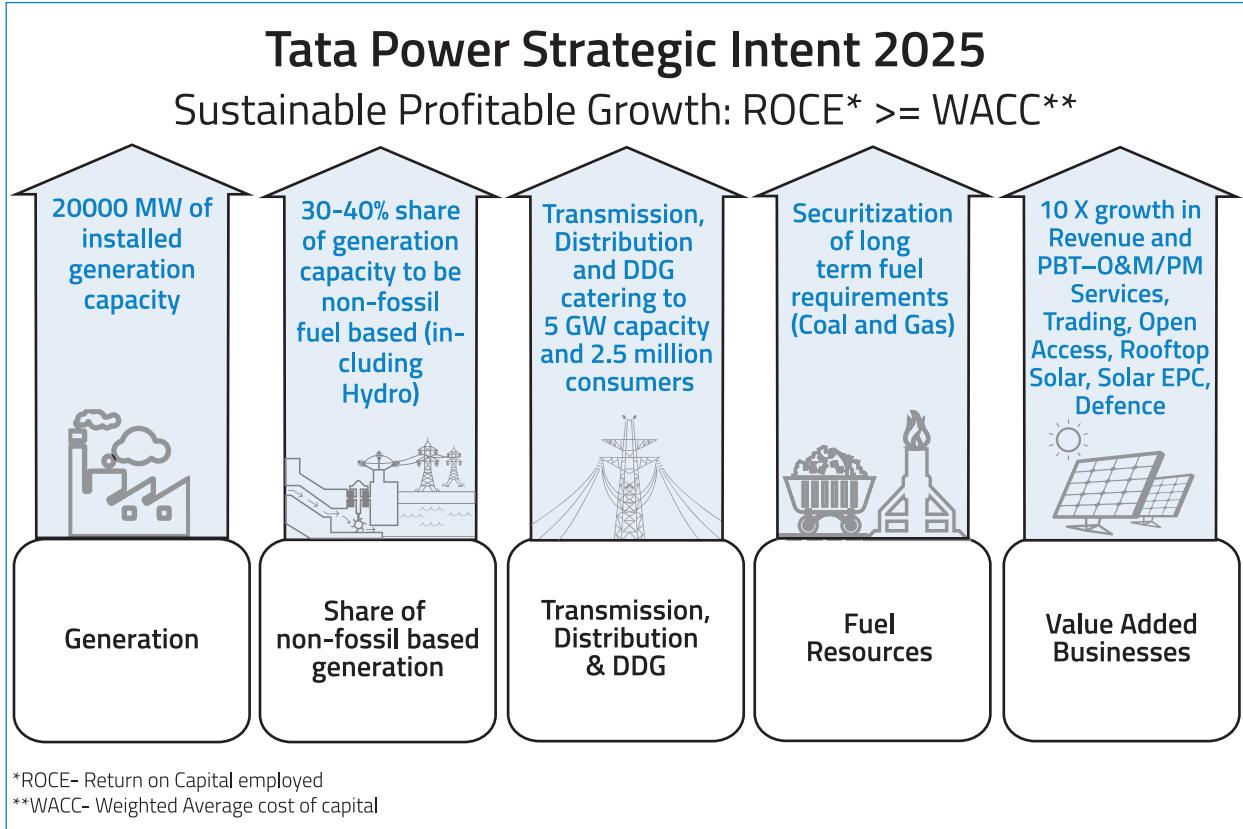 Tata Power Strategic Intent 2025
Sustainable Profitable Growth: ROCE* >= WACC**
20000 MW of
installed
generation
capacity
30-40% share
of generation
capacity to be
non-fossil
fuel based (in-
cluding
Hydro)
Transmission,
Distribution
and DDG
catering to
5 GW capacity
and 2.5 million
consumers
Securitization
of long
term fuel
requirements
(Coal and Gas)
10 X growth in
Revenue and
PBT–O&M/PM
Services,
Trading, Open
Access, Rooftop
Solar, Solar EPC,
Defence
Generation
Share of
non-fossil based
generation
Transmission,
Distribution
& DDG
Fuel
Resources
Value Added
Businesses
*ROCE- Return on Capital employed
**WACC- Weighted Average cost of capital